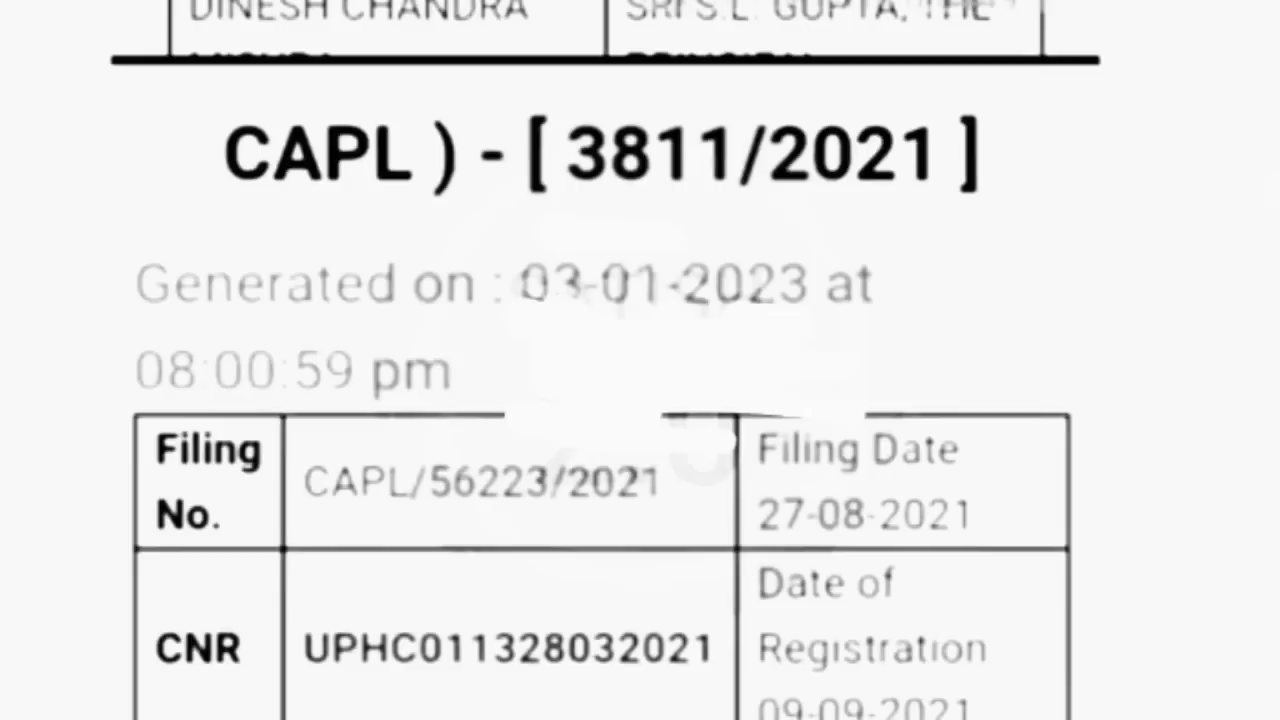 DINESH CHANDRA
SRI S.L. GUPTA, THE
CAPL ) - [ 3811/2021 ]
Generated on : 03-01-2023 at
08:00:59 pm
Filing No.
CAPL/56223/2021
Filing Date
27-08-2021
CNR
UPHC011328032021
Date of
Registration
09-09-2021